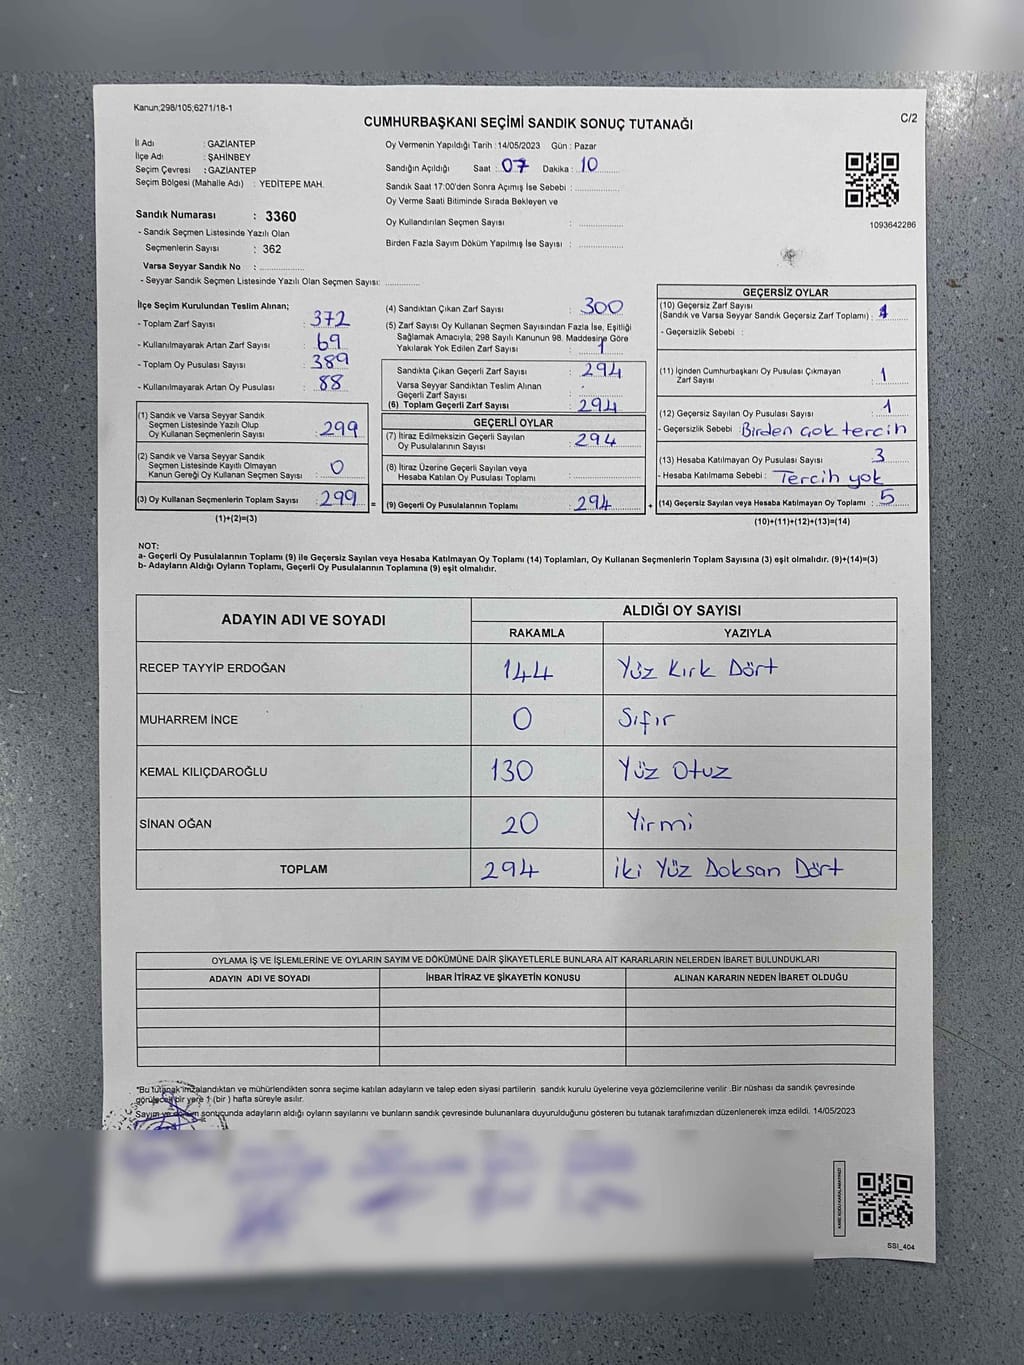 Kanun;298/105;6271/18-1
C/2
CUMHURBAŞKANI SEÇİMİ SANDIK SONUÇ TUTANAĞI
İl Adı : GAZİANTEP
İlçe Adı : ŞAHİNBEY
Seçim Çevresi : GAZİANTEP
Seçim Bölgesi (Mahalle Adı) : YEDİTEPE MAH.
Sandık Numarası : 3360
- Sandık Seçmen Listesinde Yazılı Olan
Seçmenlerin Sayısı : 362
Varsa Seyyar Sandık No : ..............
- Seyyar Sandık Seçmen Listesinde Yazılı Olan Seçmen Sayısı: ............
Oy Vermenin Yapıldığı Tarih : 14/05/2023 Gün : Pazar
Sandığın Açıldığı Saat : 07 Dakika : 10
Sandık Saat 17:00'den Sonra Açımış İse Sebebi : ..............
Oy Verme Saati Bitiminde Sırada Bekleyen ve
Oy Kullandırılan Seçmen Sayısı : ..............
Birden Fazla Sayım Döküm Yapılmış İse Sayısı : ..............
1093642286
İlçe Seçim Kurulundan Teslim Alınan;
- Toplam Zarf Sayısı : 372
- Kullanılmayarak Artan Zarf Sayısı : 69
- Toplam Oy Pusulası Sayısı : 389
- Kullanılmayarak Artan Oy Pusulası : 88
(1) Sandık ve Varsa Seyyar Sandık
Seçmen Listesinde Yazılı Olup
Oy Kullanan Seçmenlerin Sayısı : 299
(2) Sandık ve Varsa Seyyar Sandık
Seçmen Listesinde Kayıtlı Olmayan
Kanun Gereği Oy Kullanan Seçmen Sayısı : 0
(3) Oy Kullanan Seçmenlerin Toplam Sayısı : 299 =
(1)+(2)=(3)
(4) Sandıktan Çıkan Zarf Sayısı : 300
(5) Zarf Sayısı Oy Kullanan Seçmen Sayısından Fazla İse, Eşitliği
Sağlamak Amacıyla; 298 Sayılı Kanunun 98. Maddesine Göre
Yakılarak Yok Edilen Zarf Sayısı : 1
Sandıkta Çıkan Geçerli Zarf Sayısı : 294
Varsa Seyyar Sandıktan Teslim Alınan
Geçerli Zarf Sayısı :
(6) Toplam Geçerli Zarf Sayısı : 294
GEÇERLİ OYLAR
(7) İtiraz Edilmeksizin Geçerli Sayılan
Oy Pusulalarının Sayısı : 294
(8) İtiraz Üzerine Geçerli Sayılan veya
Hesaba Katılan Oy Pusulası Toplamı : ..............
(9) Geçerli Oy Pusulalarının Toplamı : 294 +
GEÇERSİZ OYLAR
(10) Geçersiz Zarf Sayısı
(Sandık ve Varsa Seyyar Sandık Geçersiz Zarf Toplamı) :
- Geçersizlik Sebebi :
(11) İçinden Cumhurbaşkanı Oy Pusulası Çıkmayan
Zarf Sayısı : 1
(12) Geçersiz Sayılan Oy Pusulası Sayısı : 1
- Geçersizlik Sebebi : Birden çok tercih
(13) Hesaba Katılmayan Oy Pusulası Sayısı : 3
- Hesaba Katılmama Sebebi : Tercih yok
(14) Geçersiz Sayılan veya Hesaba Katılmayan Oy Toplamı : 5
(10)+(11)+(12)+(13)=(14)
NOT:
a- Geçerli Oy Pusulalarının Toplamı (9) ile Geçersiz Sayılan veya Hesaba Katılmayan Oy Toplamı (14) Toplamları, Oy Kullanan Seçmenlerin Toplam Sayısına (3) eşit olmalıdır. (9)+(14)=(3)
b- Adayların Aldığı Oyların Toplamı, Geçerli Oy Pusulalarının Toplamına (9) eşit olmalıdır.
ADAYIN ADI VE SOYADI
ALDIĞI OY SAYISI
RAKAMLA YAZIYLA
RECEP TAYYİP ERDOĞAN 144 Yüz Kırk Dört
MUHARREM İNCE 0 Sıfır
KEMAL KILIÇDAROĞLU 130 Yüz Otuz
SİNAN OĞAN 20 Yirmi
TOPLAM 294 İki Yüz Doksan Dört
OYLAMA İŞ VE İŞLEMLERİNE VE OYLARIN SAYIM VE DÖKÜMÜNE DAİR ŞİKAYETLERLE BUNLARA AİT KARARLARIN NELERDEN İBARET BULUNDUKLARI
ADAYIN ADI VE SOYADI İHBAR İTİRAZ VE ŞİKAYETİN KONUSU ALINAN KARARIN NEDEN İBARET OLDUĞU
"Bu tutanak imzalandıktan ve mühürlendikten sonra seçime katılan adayların ve talep eden siyasi partilerin sandık kurulu üyelerine veya gözlemcilerine verilir .Bir nüshası da sandık çevresinde
görülecek bir yere 1 (bir ) hafta süreyle asılır.
Sayım ve döküm sonucunda adayların aldığı oyların sayılarını ve bunların sandık çevresinde bulunanlara duyurulduğunu gösteren bu tutanak tarafımızdan düzenlenerek imza edildi. 14/05/2023
SSI_404